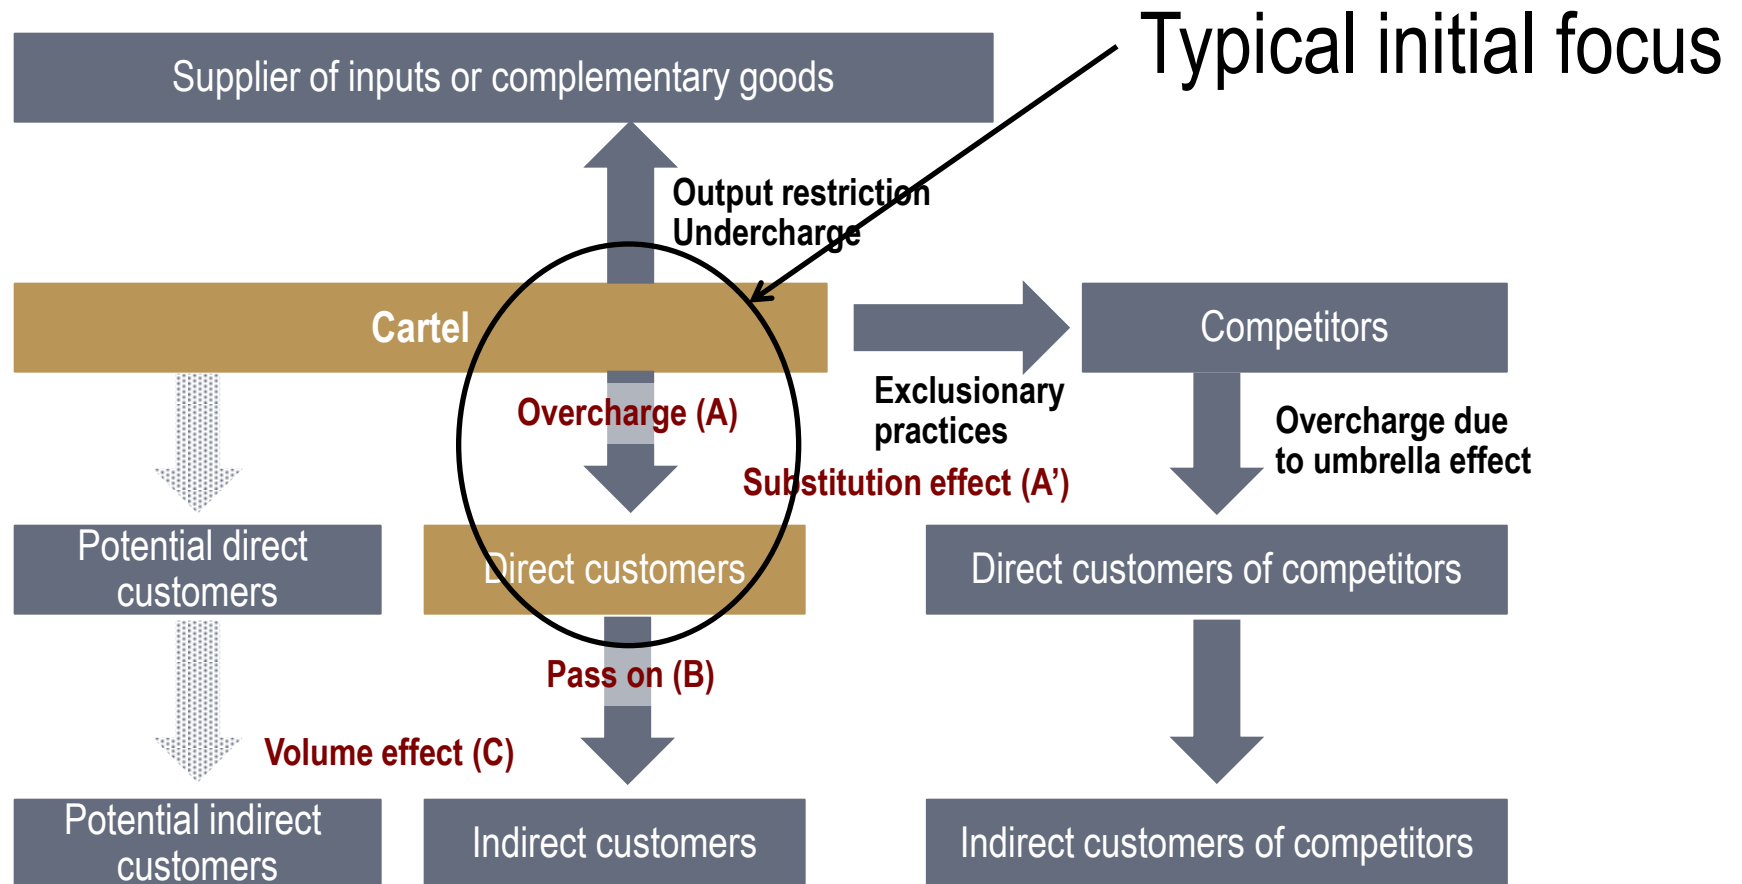 Typical initial focus
Supplier of inputs or complementary goods
Output restriction
Undercharge
Cartel
Competitors
Overcharge (A)
Exclusionary
practices
Overcharge due
to umbrella effect
Substitution effect (A’)
Potential direct
customers
Direct customers
Direct customers of competitors
Pass on (B)
Volume effect (C)
Potential indirect
customers
Indirect customers
Indirect customers of competitors